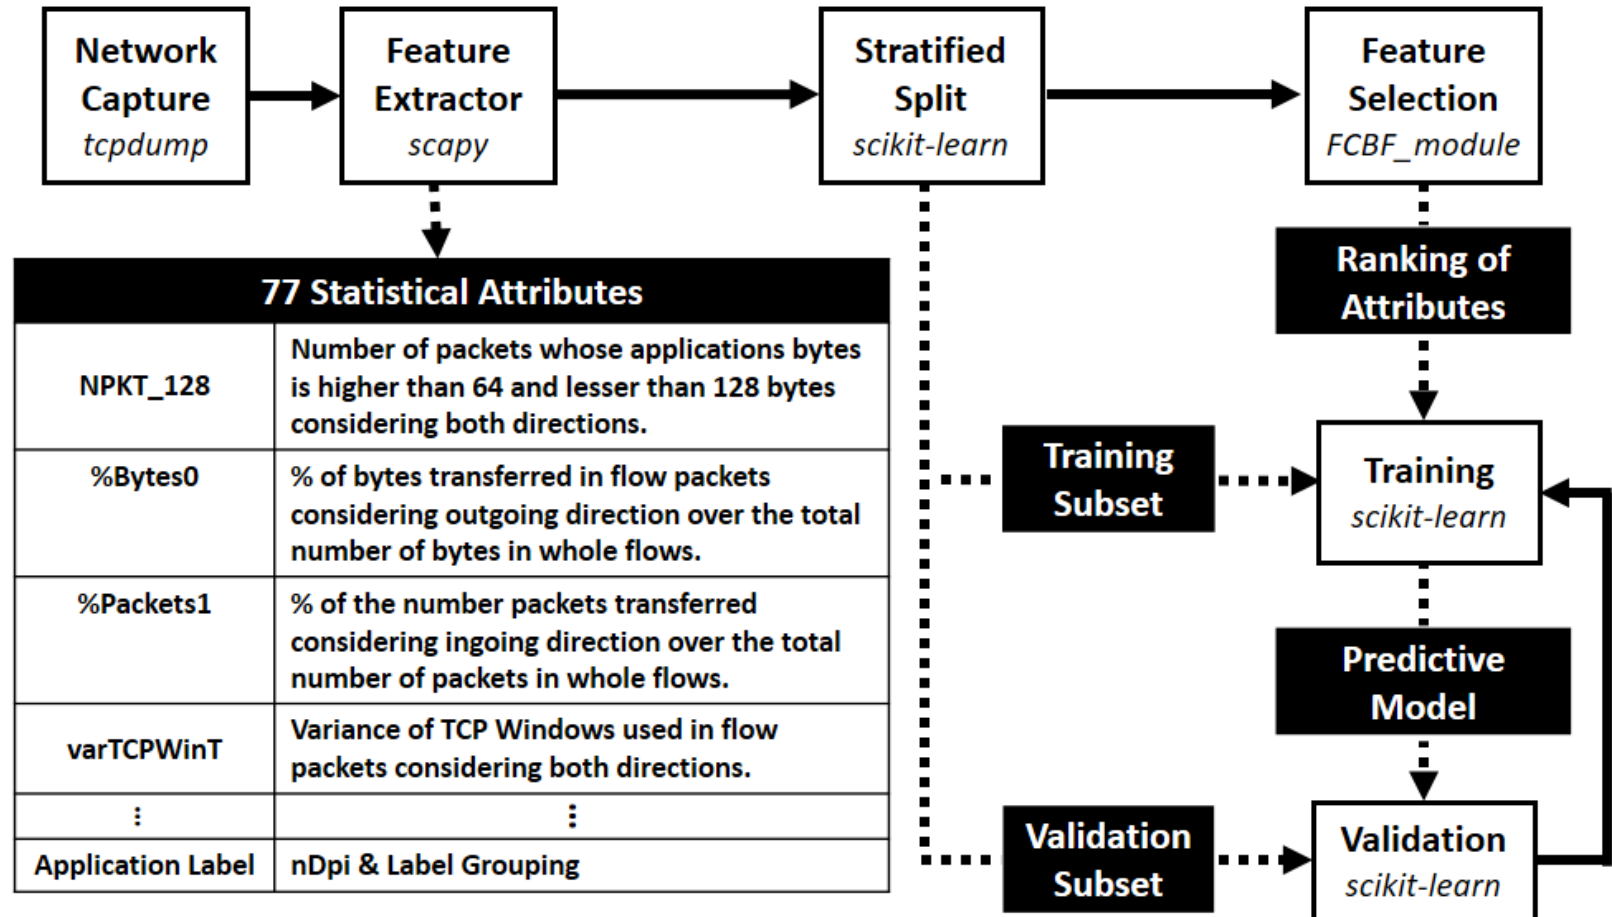 Network
Capture
tcpdump
Feature
Extractor
scapy
Stratified
Split
scikit-learn
Feature
Selection
FCBF_module
77 Statistical Attributes
NPKT_128
Number of packets whose applications bytes
is higher than 64 and lesser than 128 bytes
considering both directions.
%Bytes0
% of bytes transferred in flow packets
considering outgoing direction over the total
number of bytes in whole flows.
%Packets1
% of the number packets transferred
considering ingoing direction over the total
number of packets in whole flows.
varTCPWinT
Variance of TCP Windows used in flow
packets considering both directions.
⋮
⋮
Application Label
nDpi & Label Grouping
Ranking of
Attributes
Training
Subset
Training
scikit-learn
Predictive
Model
Validation
Subset
Validation
scikit-learn